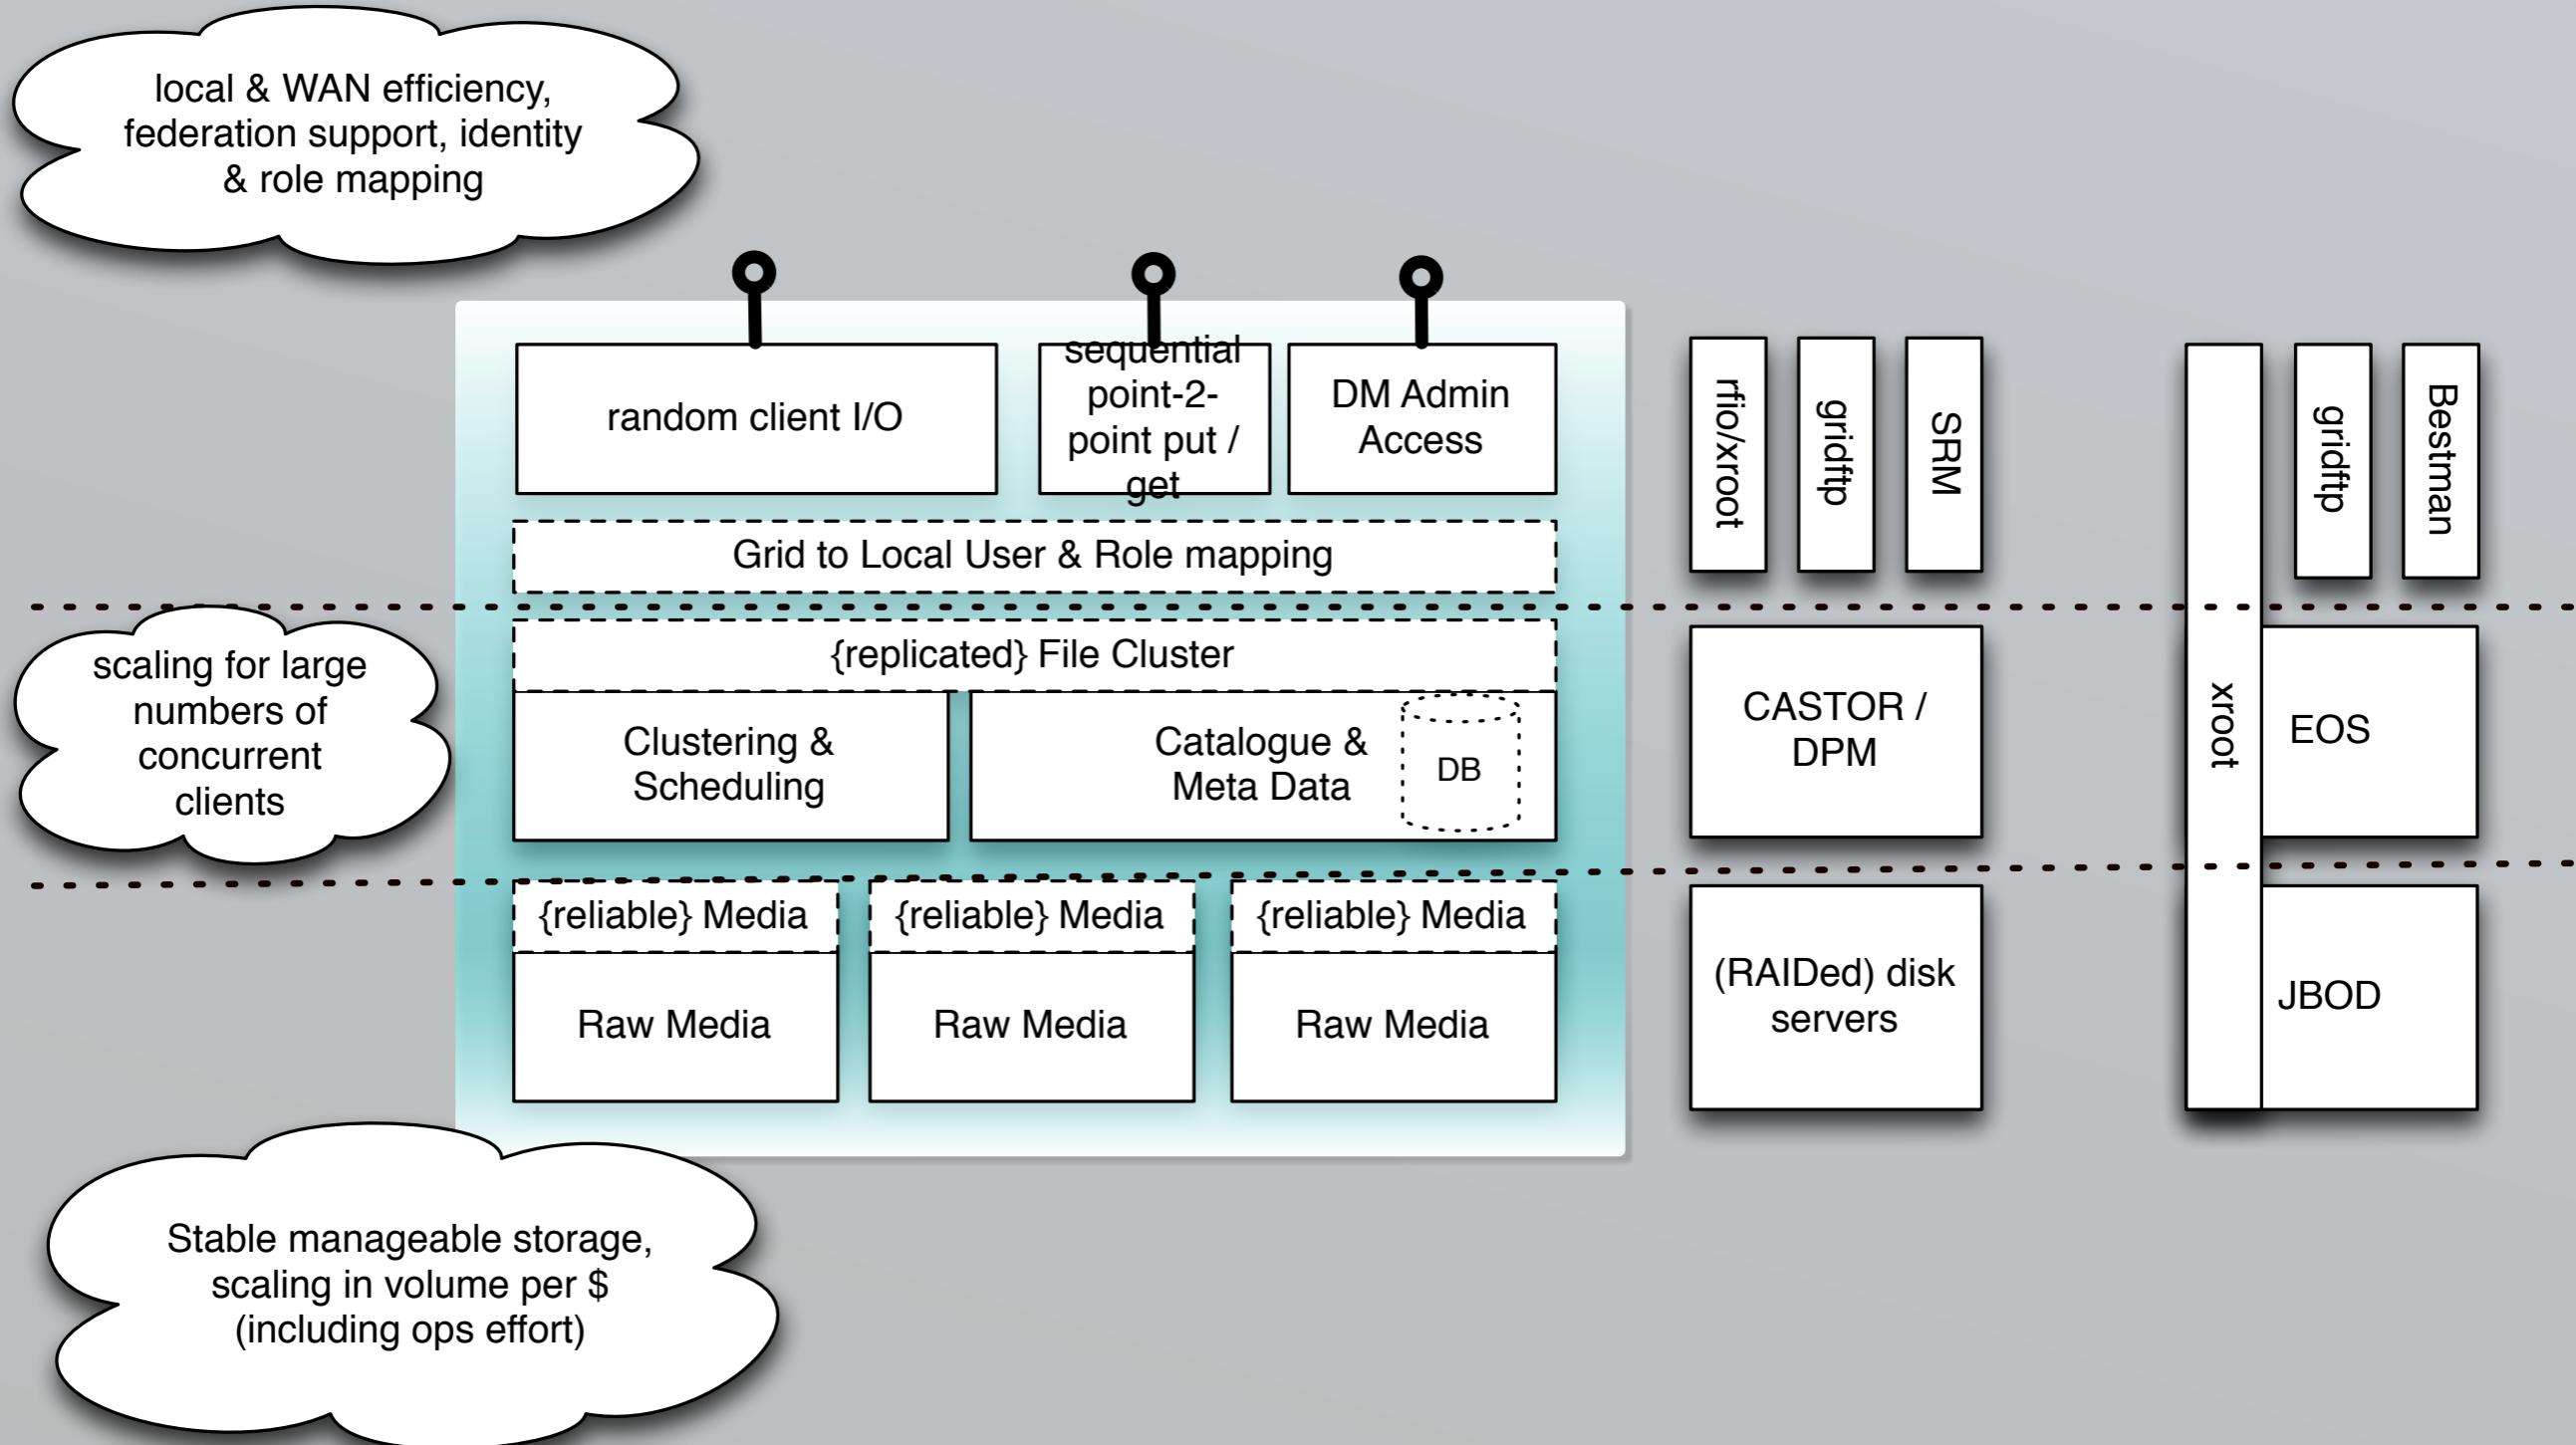 local & WAN efficiency,
federation support, identity
& role mapping
random client I/O
sequential
point-2-
point put /
get
DM Admin
Access
rfio/xroot
gridftp
SRM
gridftp
Bestman
Grid to Local User & Role mapping
scaling for large
numbers of
concurrent
clients
{replicated} File Cluster
Clustering &
Scheduling
Catalogue &
Meta Data
DB
CASTOR /
DPM
xroot
EOS
{reliable} Media
{reliable} Media
{reliable} Media
Raw Media
Raw Media
Raw Media
(RAIDed) disk
servers
JBOD
Stable manageable storage,
scaling in volume per $
(including ops effort)